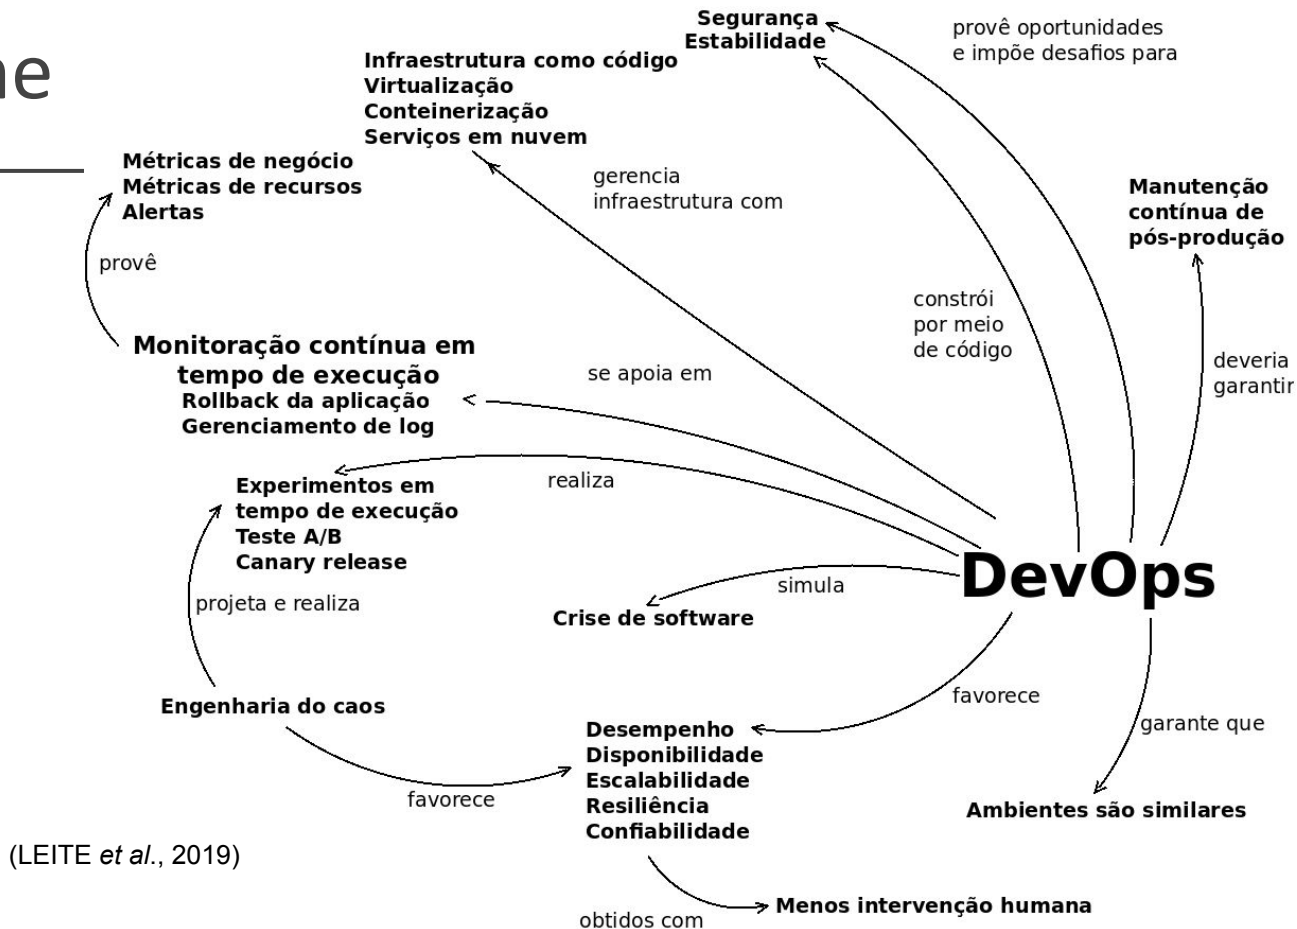 ne
Segurança
Estabilidade
provê oportunidades
e impõe desafios para
Infraestrutura como código
Virtualização
Conteinerização
Serviços em nuvem
Métricas de negócio
Métricas de recursos
Alertas
gerencia
infraestrutura com
Manutenção
contínua de
pós-produção
provê
constrói
por meio
de código
Monitoração contínua em
tempo de execução
Rollback da aplicação
Gerenciamento de log
se apoia em
deveria
garantir
Experimentos em
tempo de execução
Teste A/B
Canary release
realiza
DevOps
projeta e realiza
simula
Crise de software
Engenharia do caos
favorece
Desempenho
Disponibilidade
Escalabilidade
Resiliência
Confiabilidade
garante que
favorece
Ambientes são similares
(LEITE et al., 2019)
Menos intervenção humana
obtidos com